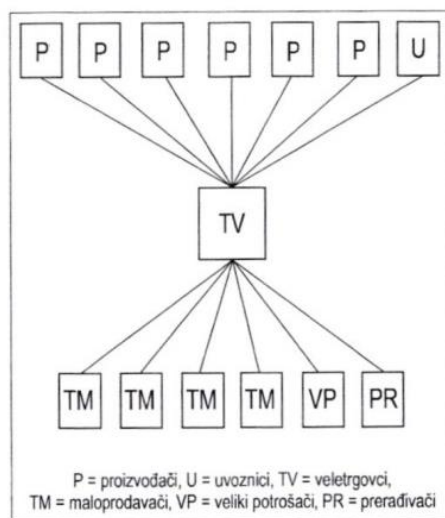 P P P P P P U
TV
TM TM TM TM VP PR
P = proizvođači, U = uvoznici, TV = veletrgovci,
TM = maloprodavači, VP = veliki potrošači, PR = prerađivači